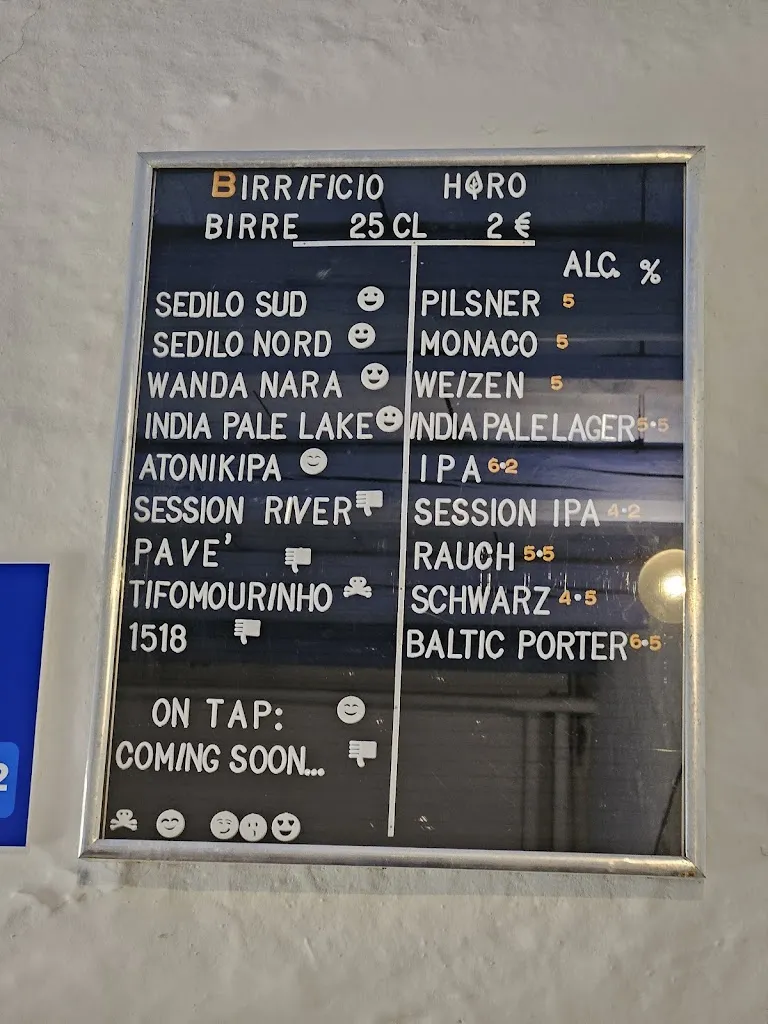 BIRRIFICIO HORO
BIRRE 25 CL 2 €
ALC. %
SEDILO SUD PILSNER 5
SEDILO NORD MONACO 5
WANDA NARA WEIZEN 5
INDIA PALE LAKE INDIA PALE LAGER 5.5
ATONIKIPA IPA 6.2
SESSION RIVER SESSION IPA 4.2
PAVE' RAUCH 5.5
TIFOMOURINHO SCHWARZ 4.5
1518 BALTIC PORTER 6.5
ON TAP:
COMING SOON...
2